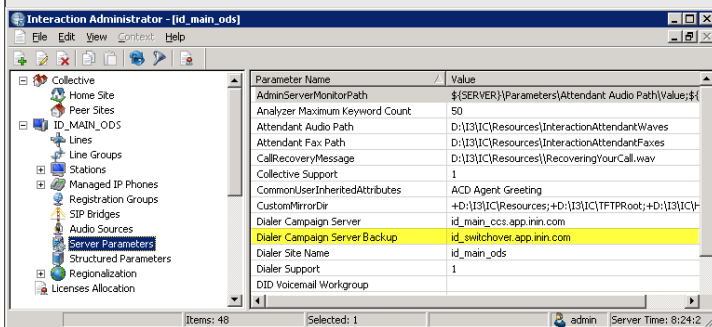 Interaction Administrator - [id_main_ods]
File Edit View Context Help
Collective
Home Site
Peer Sites
ID_MAIN_ODS
Lines
Line Groups
Stations
Managed IP Phones
Registration Groups
SIP Bridges
Audio Sources
Server Parameters
Structured Parameters
Regionalization
Licenses Allocation
Parameter Name Value
AdminServerMonitorPath ${SERVER}\Parameters\Attendant Audio Path\Value;${
Analyzer Maximum Keyword Count 50
Attendant Audio Path D:\I3\IC\Resources\InteractionAttendantWaves
Attendant Fax Path D:\I3\IC\Resources\InteractionAttendantFaxes
CallRecoveryMessage D:\I3\IC\Resources\\RecoveringYourCall.wav
Collective Support 1
CommonUserInheritedAttributes ACD Agent Greeting
CustomMirrorDir +D:\I3\IC\Resources;+D:\I3\IC\TFTPRoot;+D:\I3\IC\H
Dialer Campaign Server id_main_ccs.app.inin.com
Dialer Campaign Server Backup id_switchover.app.inin.com
Dialer Site Name id_main_ods
Dialer Support 1
DID Voicemail Workgroup
Items: 48 Selected: 1 admin Server Time: 8:24:2